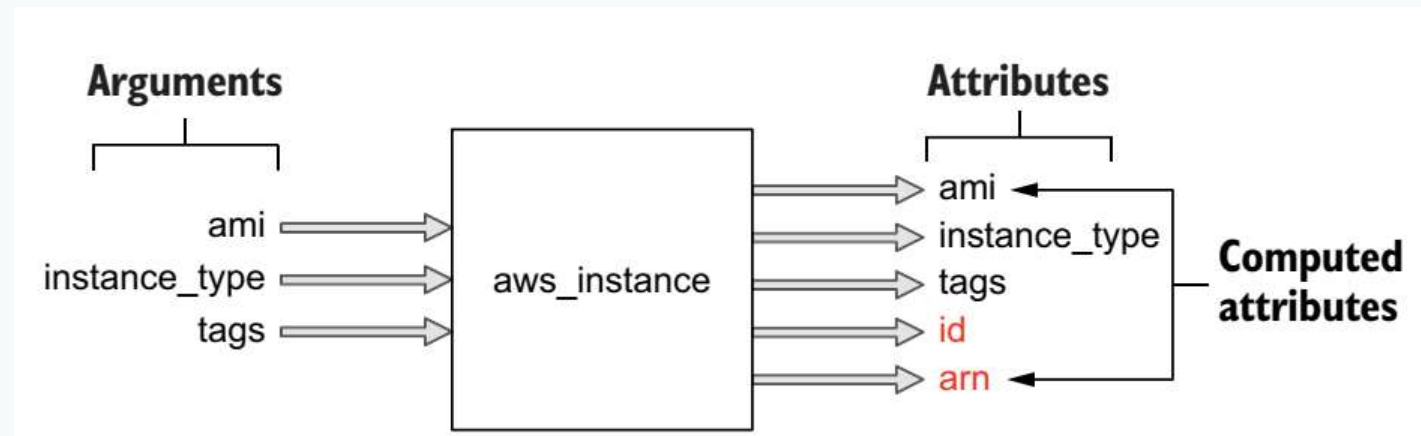 Arguments
ami
instance_type
tags
aws_instance
Attributes
ami
instance_type
tags
id
arn
Computed
attributes